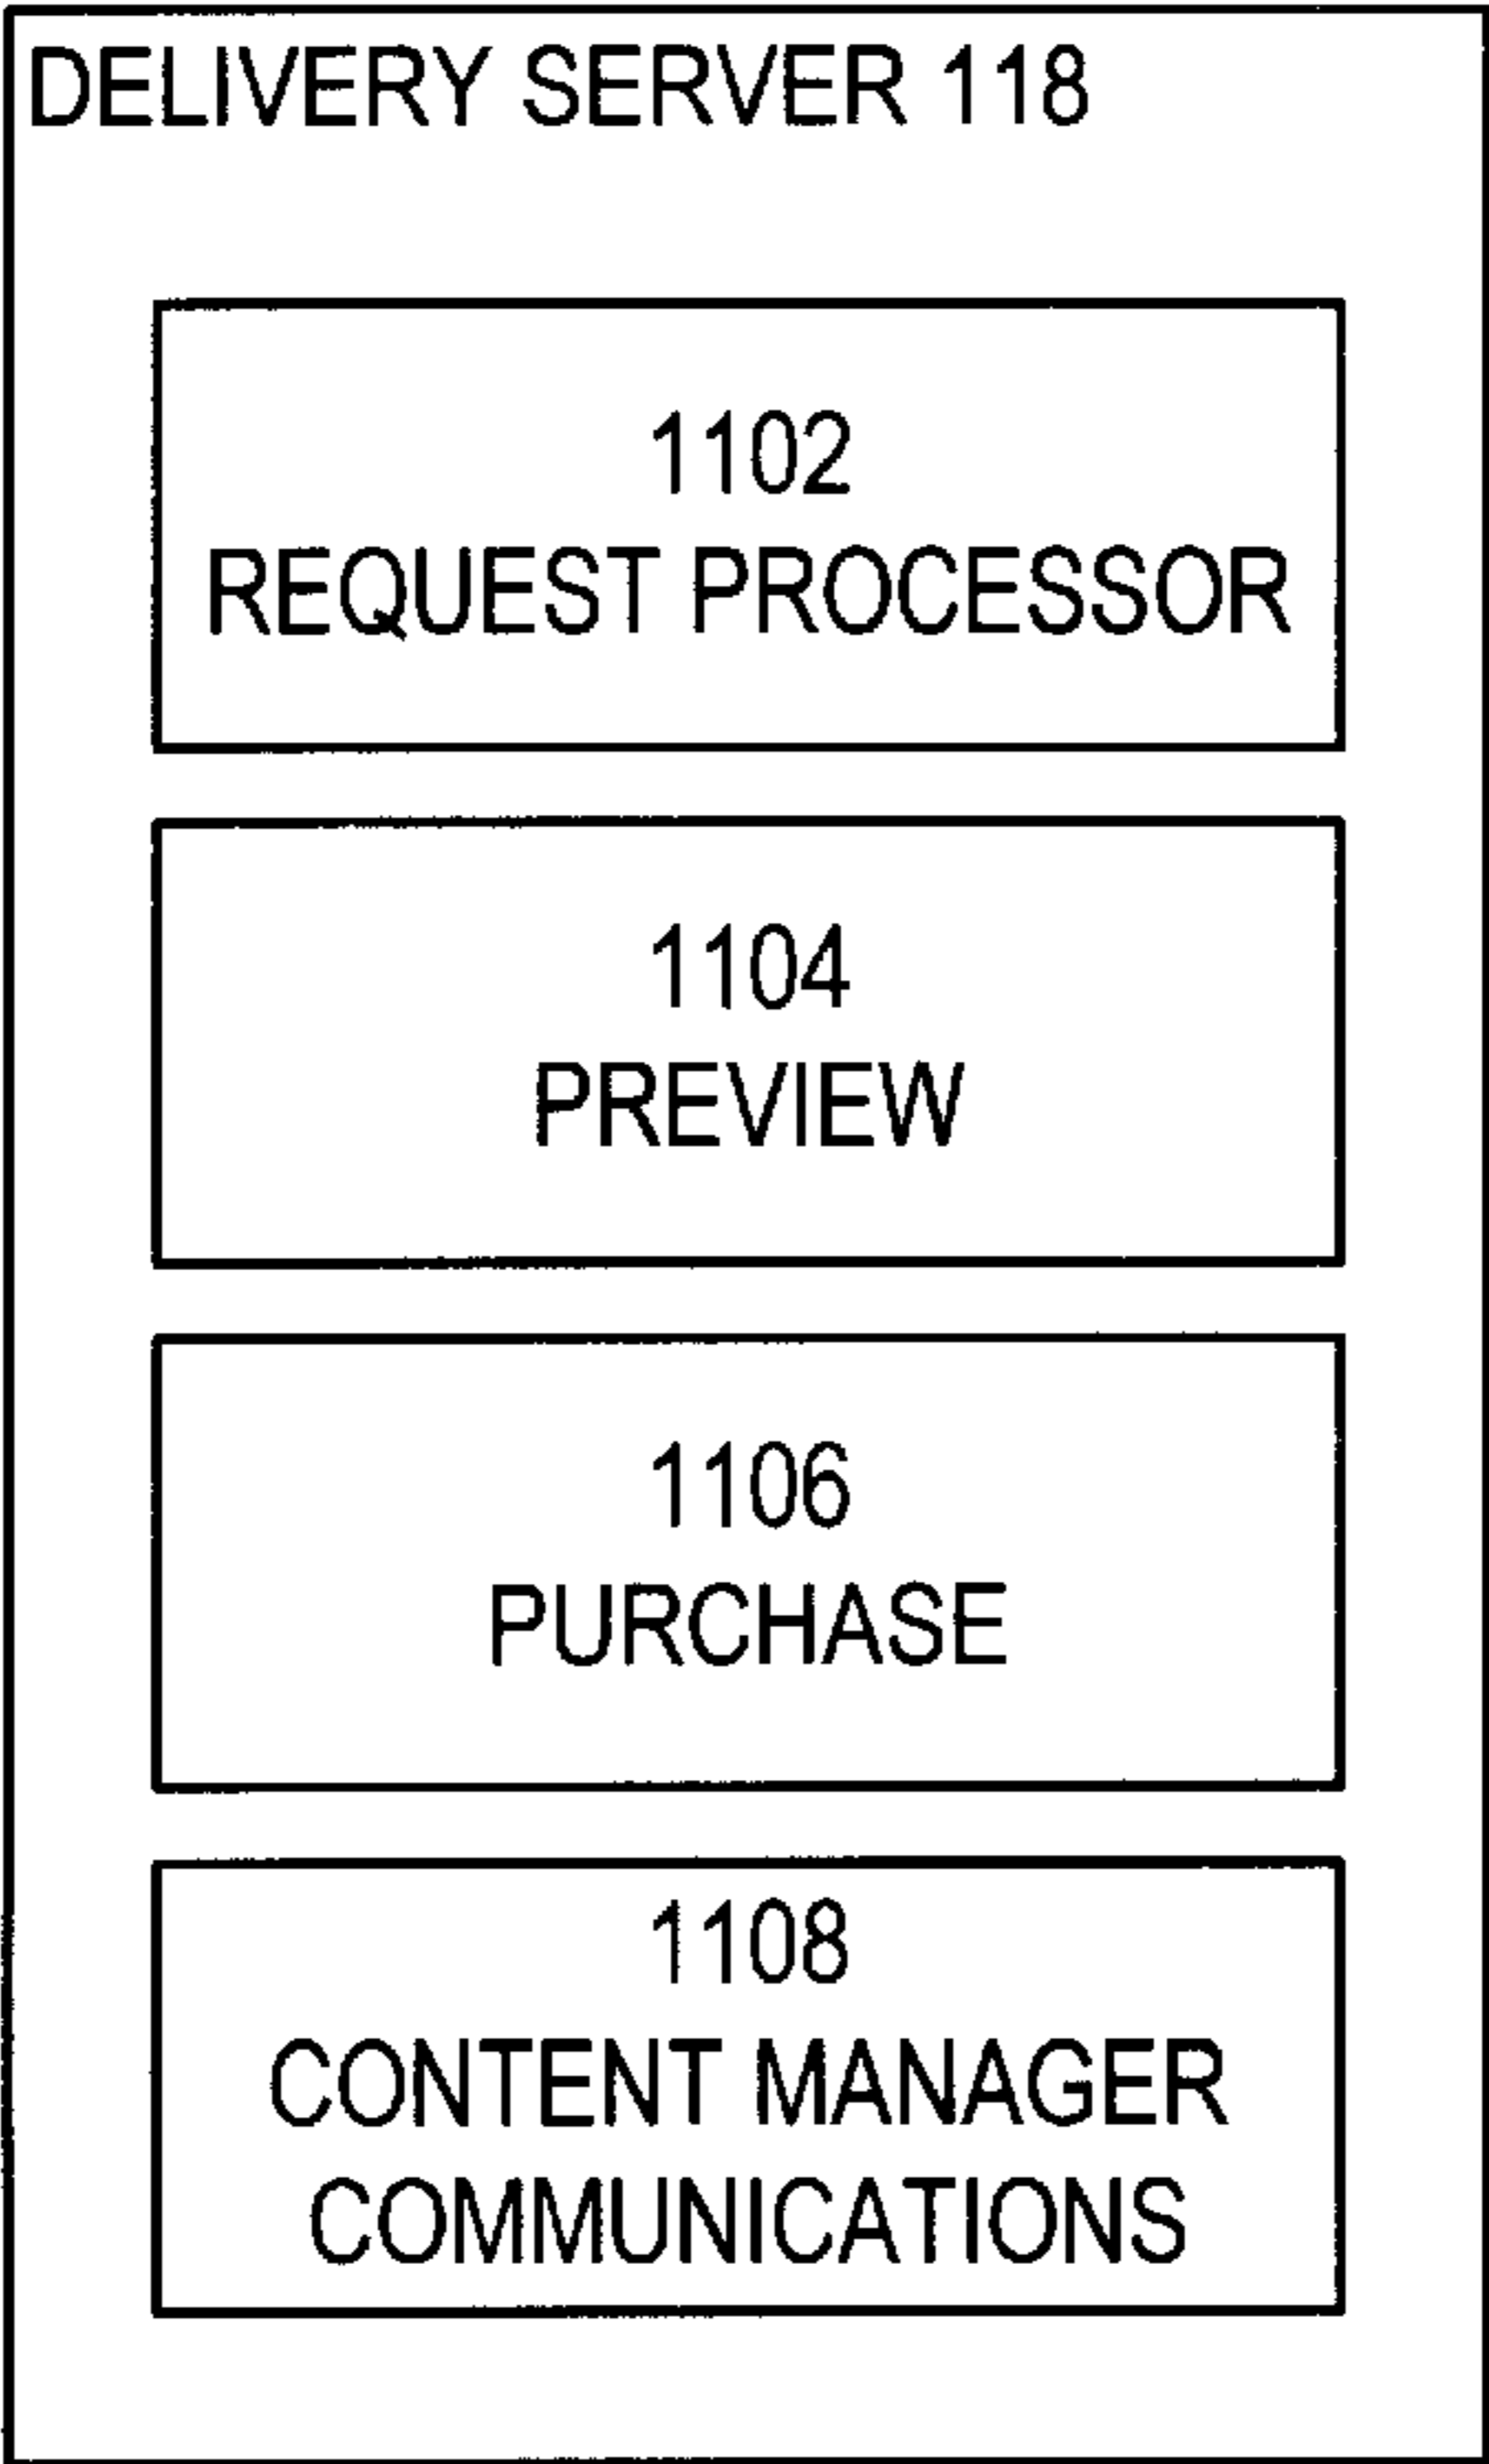 DELIVERY SERVER 118
1102
REQUEST PROCESSOR
1104
PREVIEW
1106
PURCHASE
1108
CONTENT MANAGER
COMMUNICATIONS